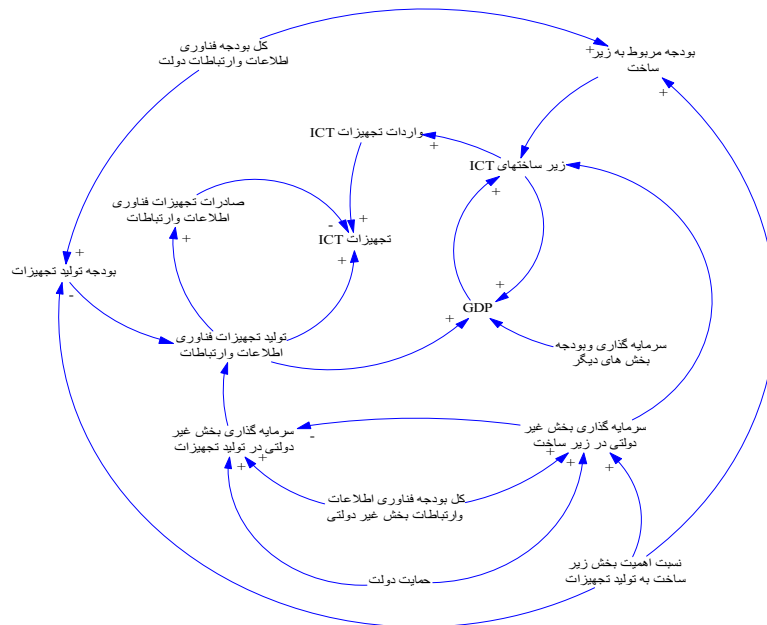 کل بودجه فناوری
اطلاعات وارتباطات دولت
بودجه مربوط به زیر
ساخت
+
+
واردات تجهیزات ICT
+
زیر ساختهای ICT
+
صادرات تجهیزات فناوری
اطلاعات وارتباطات
+
-
+
تجهیزات ICT
+
+
بودجه تولید تجهیزات
-
+
GDP
+
+
تولید تجهیزات فناوری
اطلاعات وارتباطات
سرمایه گذاری وبودجه
بخش های دیگر
سرمایه گذاری بخش غیر
دولتی در تولید تجهیزات
-
+
+
سرمایه گذاری بخش غیر
دولتی در زیر ساخت
+
+
+
کل بودجه فناوری اطلاعات
وارتباطات بخش غیر دولتی
حمایت دولت
نسبت اهمیت بخش زیر
ساخت به تولید تجهیزات